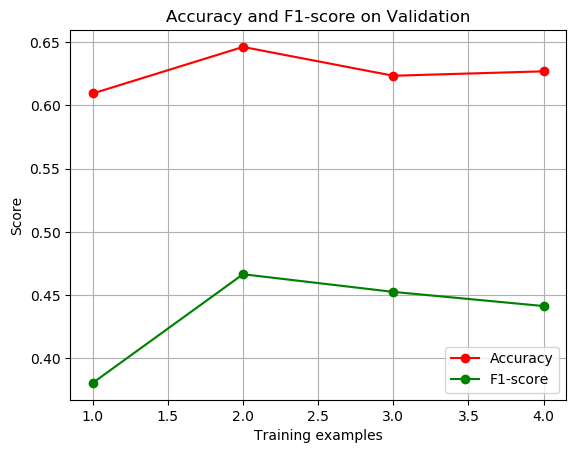 Accuracy and F1-score on Validation
0.65
0.60
0.55
0.50
0.45
0.40
Score
1.0 1.5 2.0 2.5 3.0 3.5 4.0
Training examples
Accuracy
F1-score